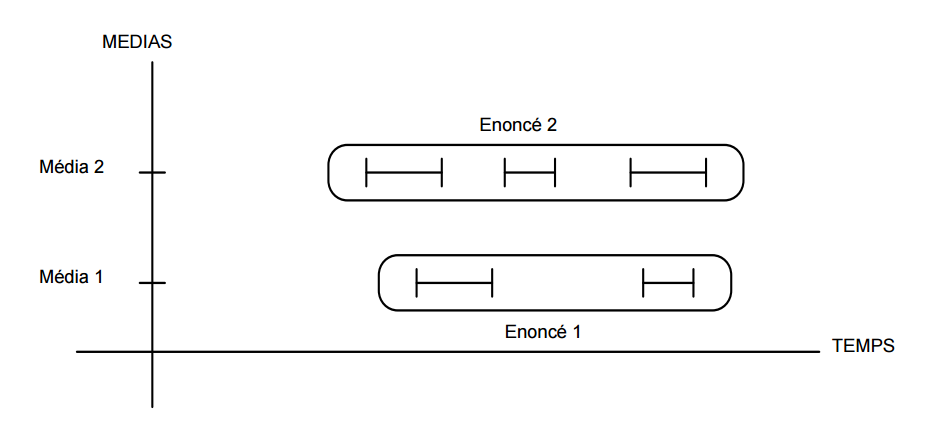 MEDIAS
Enoncé 2
Média 2
Média 1
Enoncé 1
TEMPS